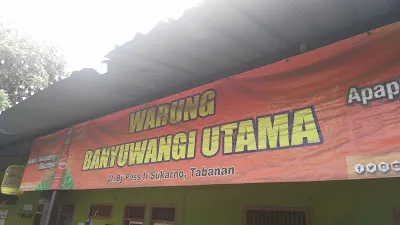 WARUNG
BANYUWANGI UTAMA
Jl. By Pass Ir Sukarno, Tabanan
Apap